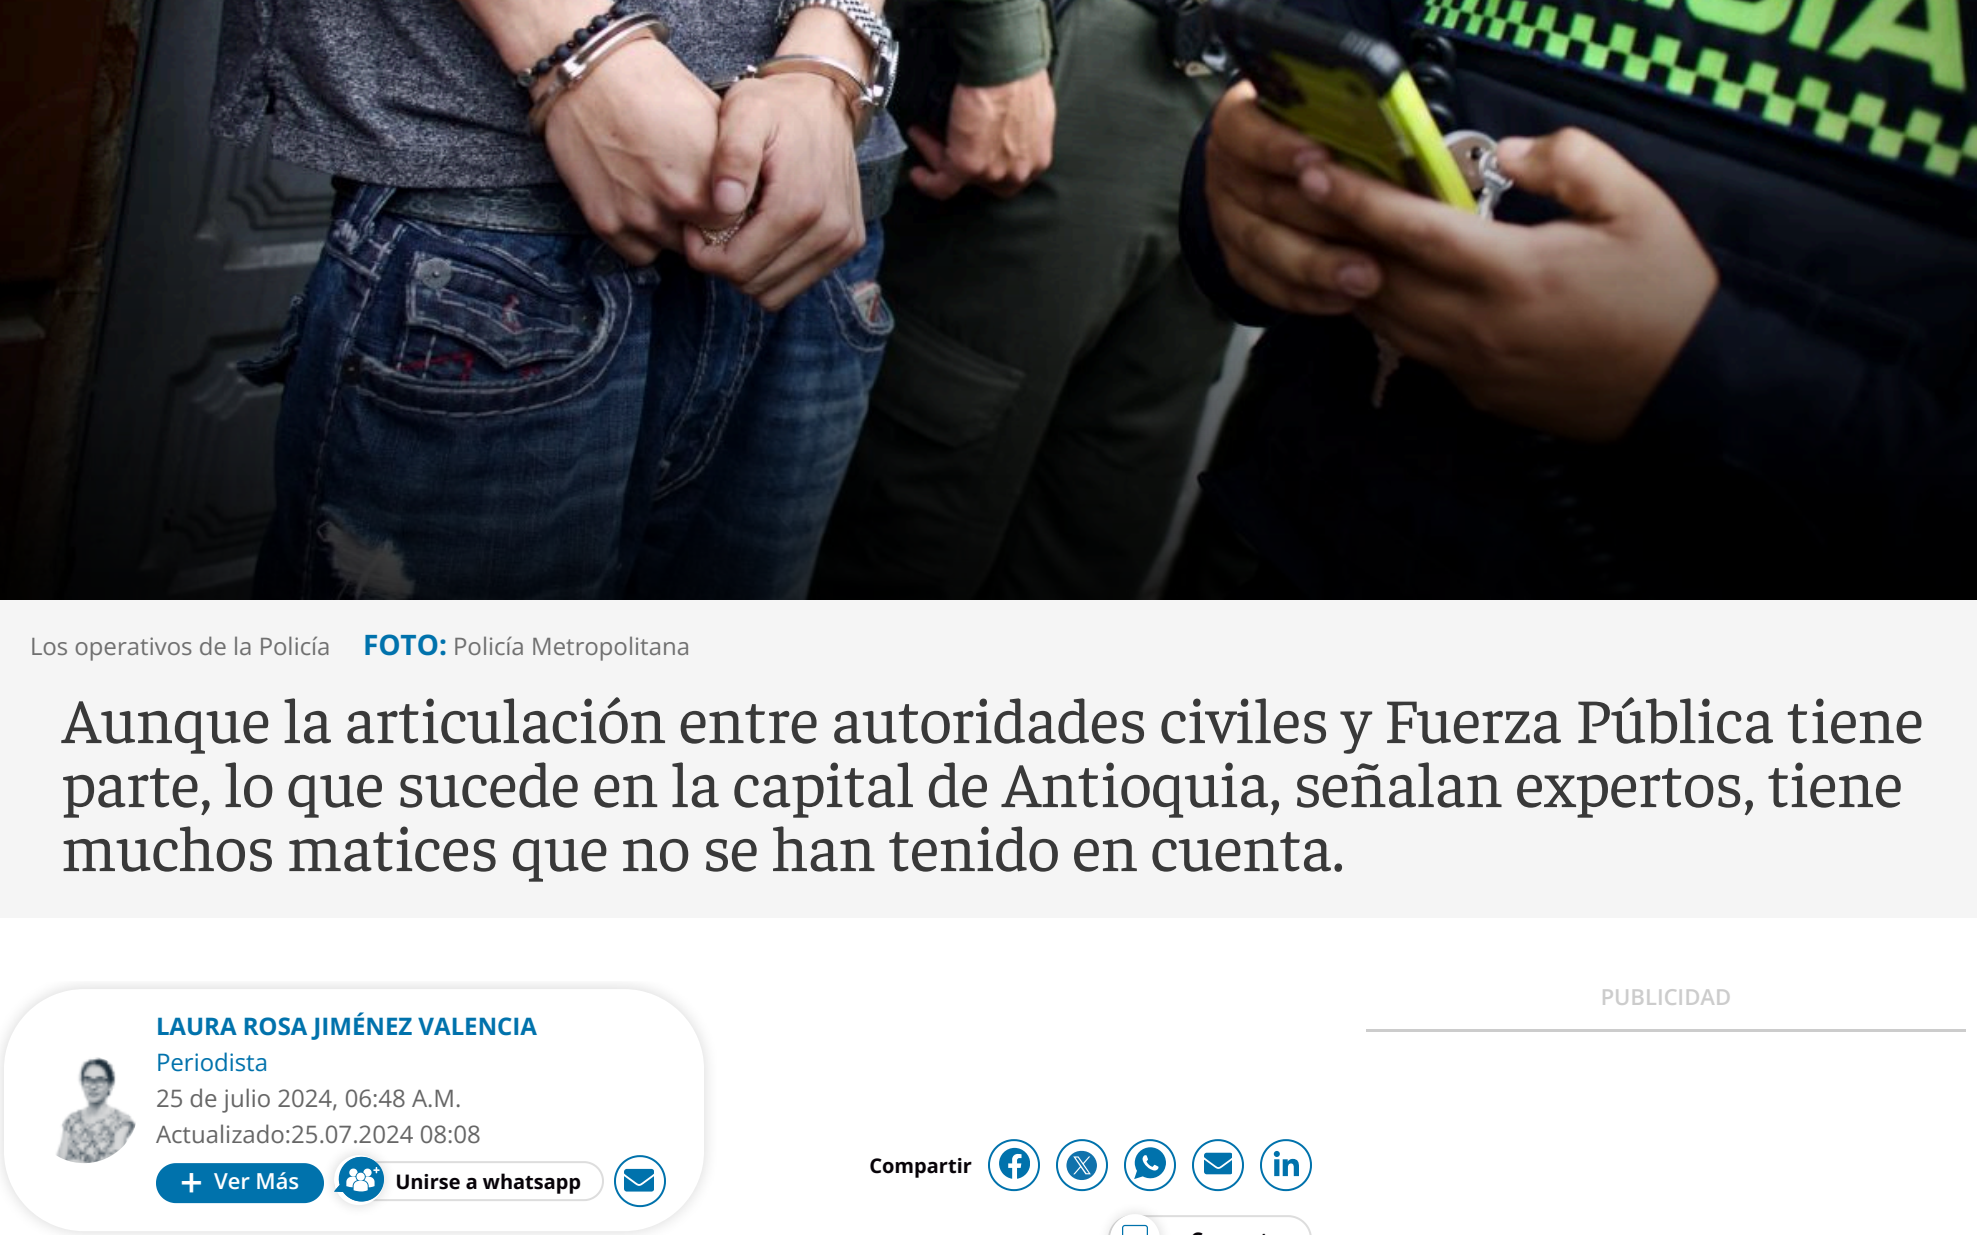 Los operativos de la Policía FOTO: Policía Metropolitana
Aunque la articulación entre autoridades civiles y Fuerza Pública tiene
parte, lo que sucede en la capital de Antioquia, señalan expertos, tiene
muchos matices que no se han tenido en cuenta.
PUBLICIDAD
LAURA ROSA JIMÉNEZ VALENCIA
Periodista
25 de julio 2024, 06:48 A.M.
Actualizado:25.07.2024 08:08
+ Ver Más Unirse a whatsapp
Compartir